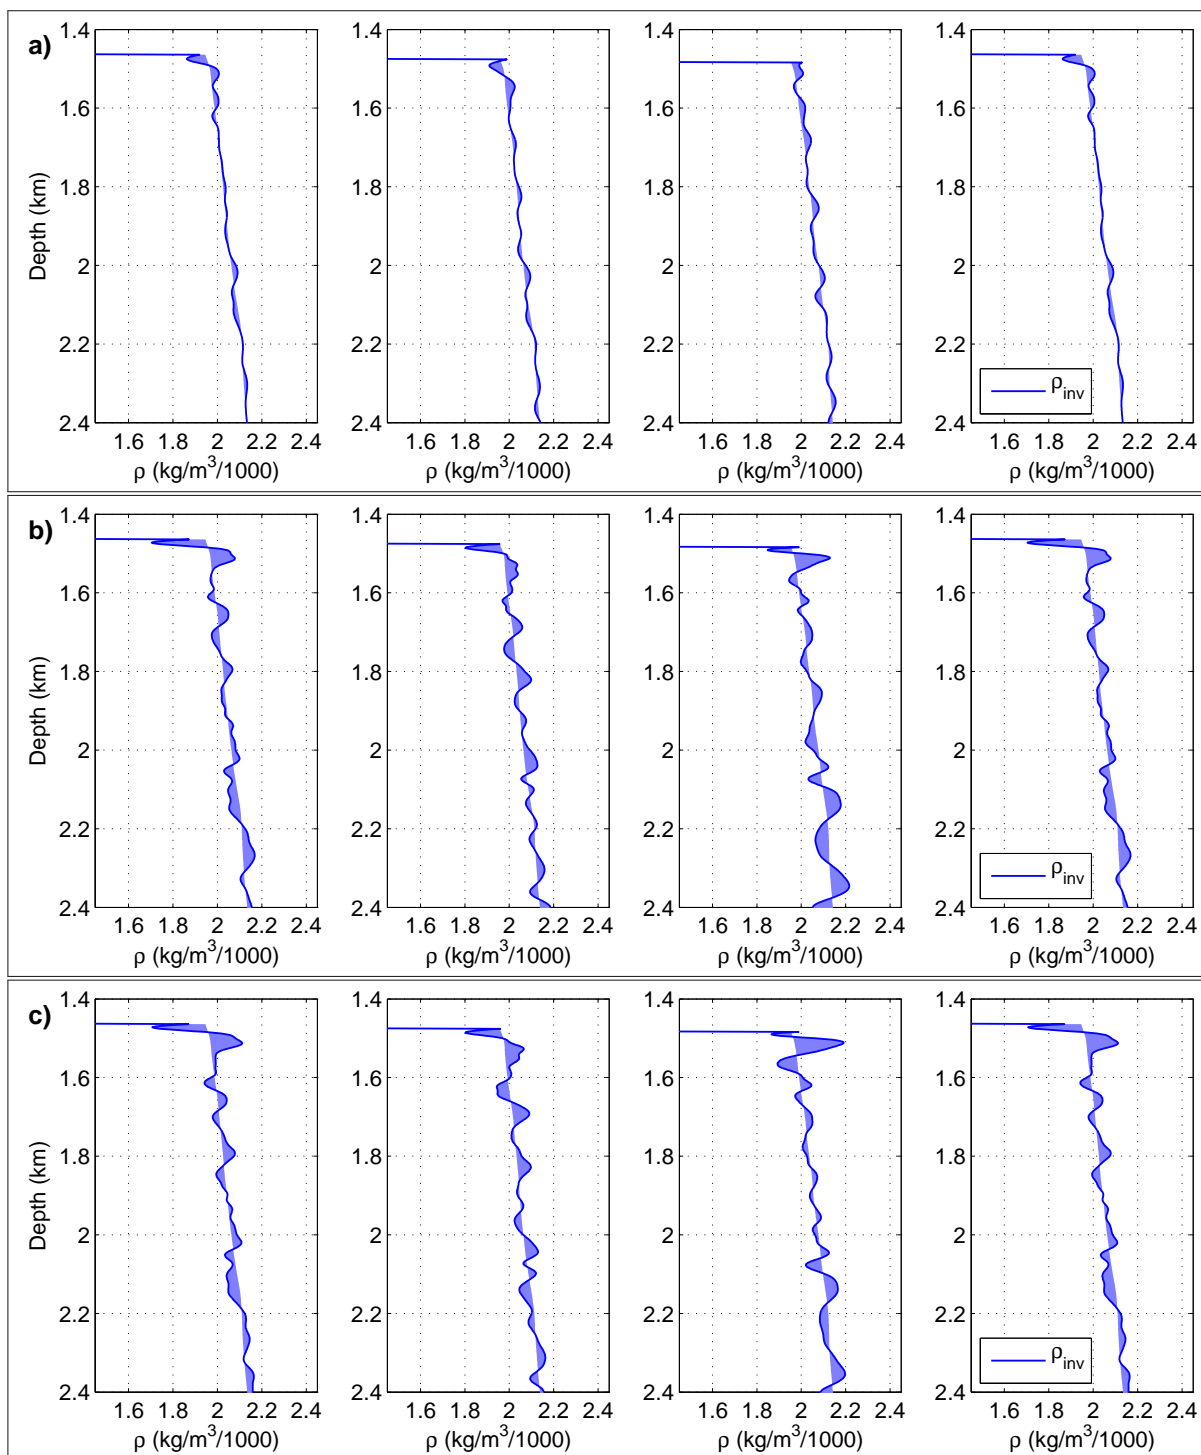 a)
1.4 1.4 1.4 1.4
1.6 1.6 1.6 1.6
1.8 1.8 1.8 1.8
2 2 2 2
2.2 2.2 2.2 2.2
2.4 2.4 2.4 2.4
Depth (km)
ρinv
1.6 1.8 2 2.2 2.4 1.6 1.8 2 2.2 2.4 1.6 1.8 2 2.2 2.4 1.6 1.8 2 2.2 2.4
ρ (kg/m³/1000) ρ (kg/m³/1000) ρ (kg/m³/1000) ρ (kg/m³/1000)
b)
1.4 1.4 1.4 1.4
1.6 1.6 1.6 1.6
1.8 1.8 1.8 1.8
2 2 2 2
2.2 2.2 2.2 2.2
2.4 2.4 2.4 2.4
Depth (km)
ρinv
1.6 1.8 2 2.2 2.4 1.6 1.8 2 2.2 2.4 1.6 1.8 2 2.2 2.4 1.6 1.8 2 2.2 2.4
ρ (kg/m³/1000) ρ (kg/m³/1000) ρ (kg/m³/1000) ρ (kg/m³/1000)
c)
1.4 1.4 1.4 1.4
1.6 1.6 1.6 1.6
1.8 1.8 1.8 1.8
2 2 2 2
2.2 2.2 2.2 2.2
2.4 2.4 2.4 2.4
Depth (km)
ρinv
1.6 1.8 2 2.2 2.4 1.6 1.8 2 2.2 2.4 1.6 1.8 2 2.2 2.4 1.6 1.8 2 2.2 2.4
ρ (kg/m³/1000) ρ (kg/m³/1000) ρ (kg/m³/1000) ρ (kg/m³/1000)